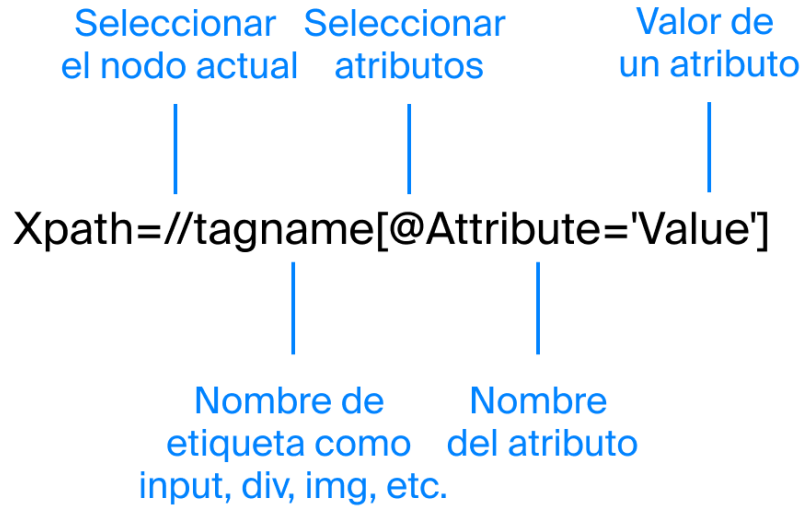 Seleccionar
el nodo actual
Seleccionar
atributos
Valor de
un atributo
Xpath=//tagname[@Attribute='Value']
Nombre de
etiqueta como
input, div, img, etc.
Nombre
del atributo